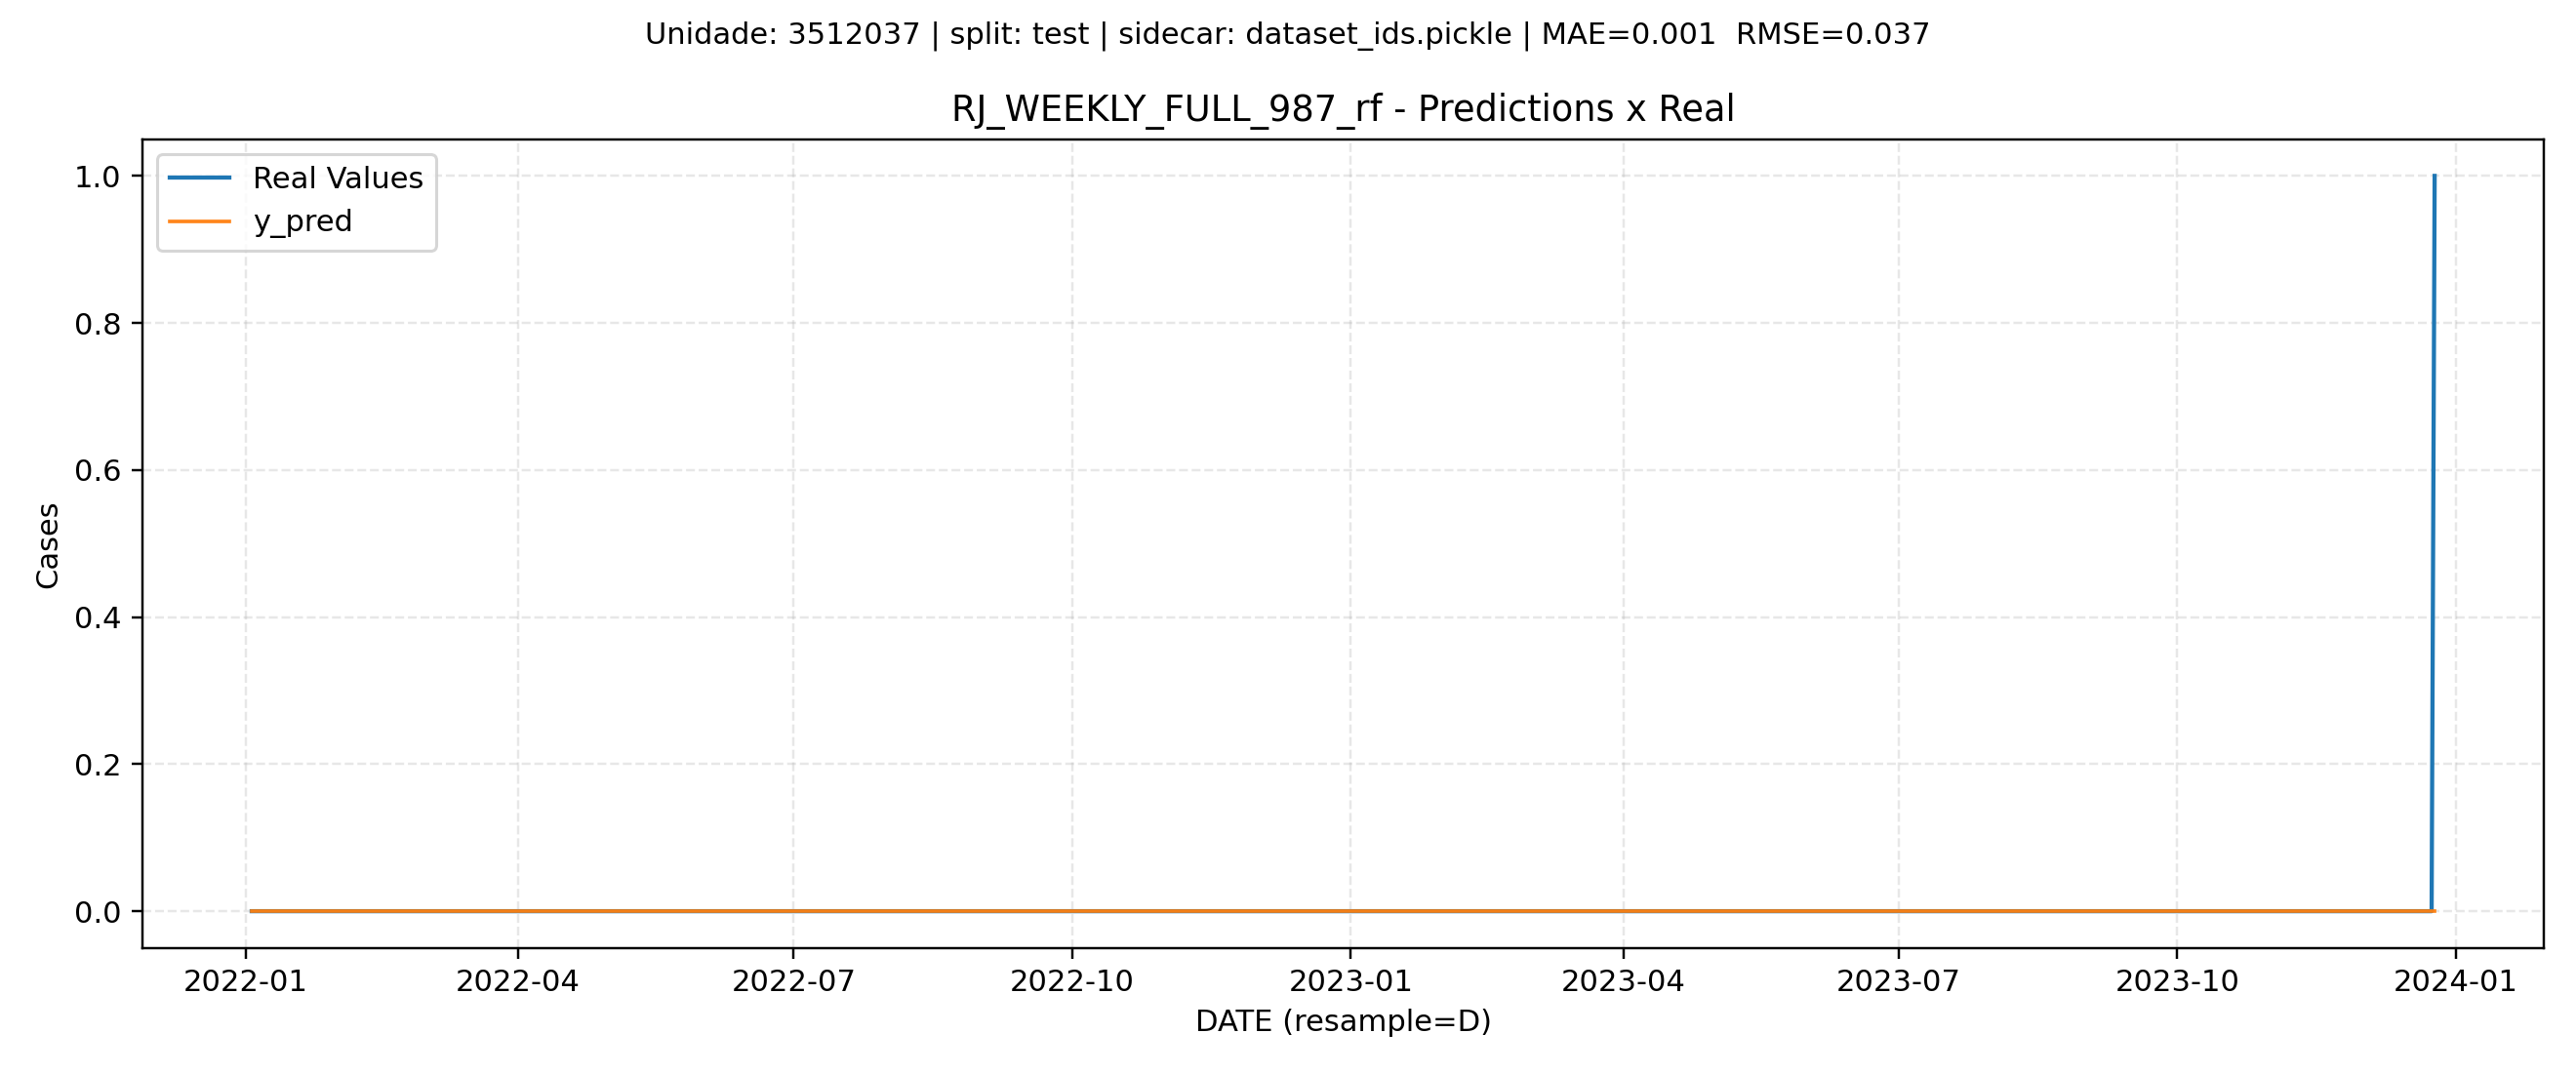 Unidade: 3512037 | split: test | sidecar: dataset_ids.pickle | MAE=0.001  RMSE=0.037
RJ_WEEKLY_FULL_987_rf - Predictions x Real
Real Values
y_pred
1.0
0.8
0.6
0.4
0.2
0.0
Cases
2022-01 2022-04 2022-07 2022-10 2023-01 2023-04 2023-07 2023-10 2024-01
DATE (resample=D)